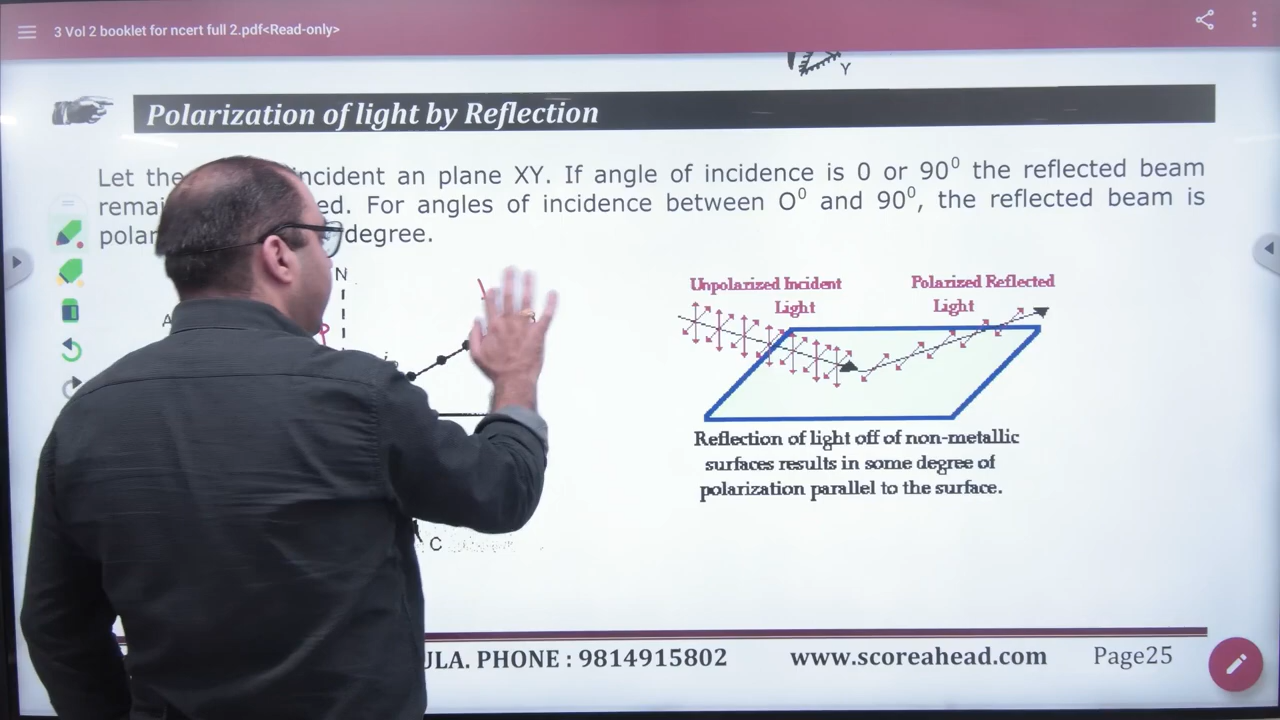 3 Vol 2 booklet for ncert full 2.pdf<Read-only>
Y
Polarization of light by Reflection
Let the incident an plane XY. If angle of incidence is 0 or 90⁰ the reflected beam
remai ed. For angles of incidence between O⁰ and 90⁰, the reflected beam is
polar degree.
N
A
B
C
Unpolarized Incident
Light
Polarized Reflected
Light
Reflection of light off of non-metallic
surfaces results in some degree of
polarization parallel to the surface.
ULA. PHONE : 9814915802 www.scoreahead.com Page25